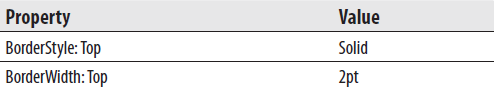 Property Value
BorderStyle: Top Solid
BorderWidth: Top 2pt